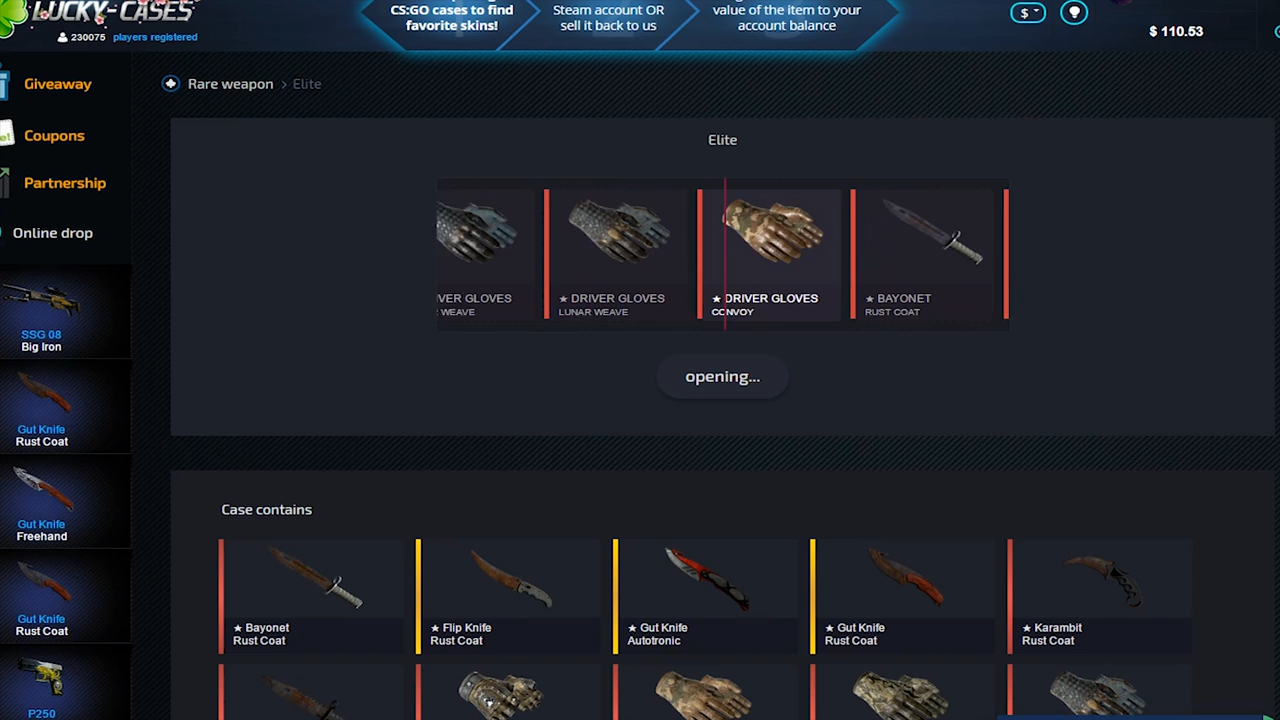 LUCKY-CASES
230075 players registered
CS:GO cases to find
favorite skins!
Steam account OR
sell it back to us
value of the item to your
account balance
$
$ 110.53
Giveaway
Coupons
Partnership
Online drop
SSG 08
Big Iron
Gut Knife
Rust Coat
Gut Knife
Freehand
Gut Knife
Rust Coat
P250
Rare weapon > Elite
Elite
VER GLOVES
WEAVE
★ DRIVER GLOVES
LUNAR WEAVE
★ DRIVER GLOVES
CONVOY
★ BAYONET
RUST COAT
opening...
Case contains
★ Bayonet
Rust Coat
★ Flip Knife
Rust Coat
★ Gut Knife
Autotronic
★ Gut Knife
Rust Coat
★ Karambit
Rust Coat